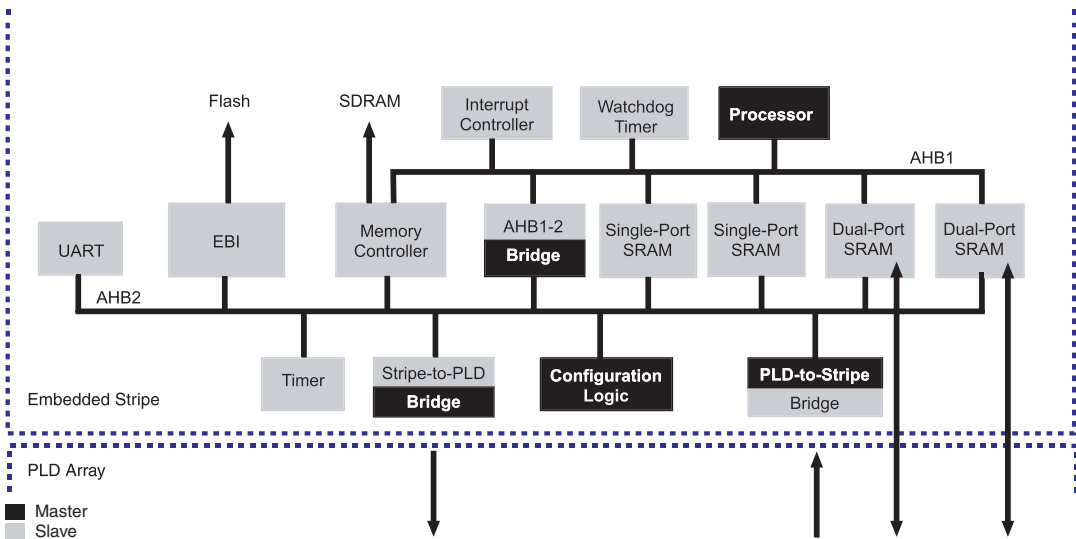 Flash
SDRAM
Interrupt
Controller
Watchdog
Timer
Processor
AHB1
UART
EBI
Memory
Controller
AHB1-2
Bridge
Single-Port
SRAM
Single-Port
SRAM
Dual-Port
SRAM
Dual-Port
SRAM
AHB2
Timer
Stripe-to-PLD
Bridge
Configuration
Logic
PLD-to-Stripe
Bridge
Embedded Stripe
PLD Array
Master
Slave